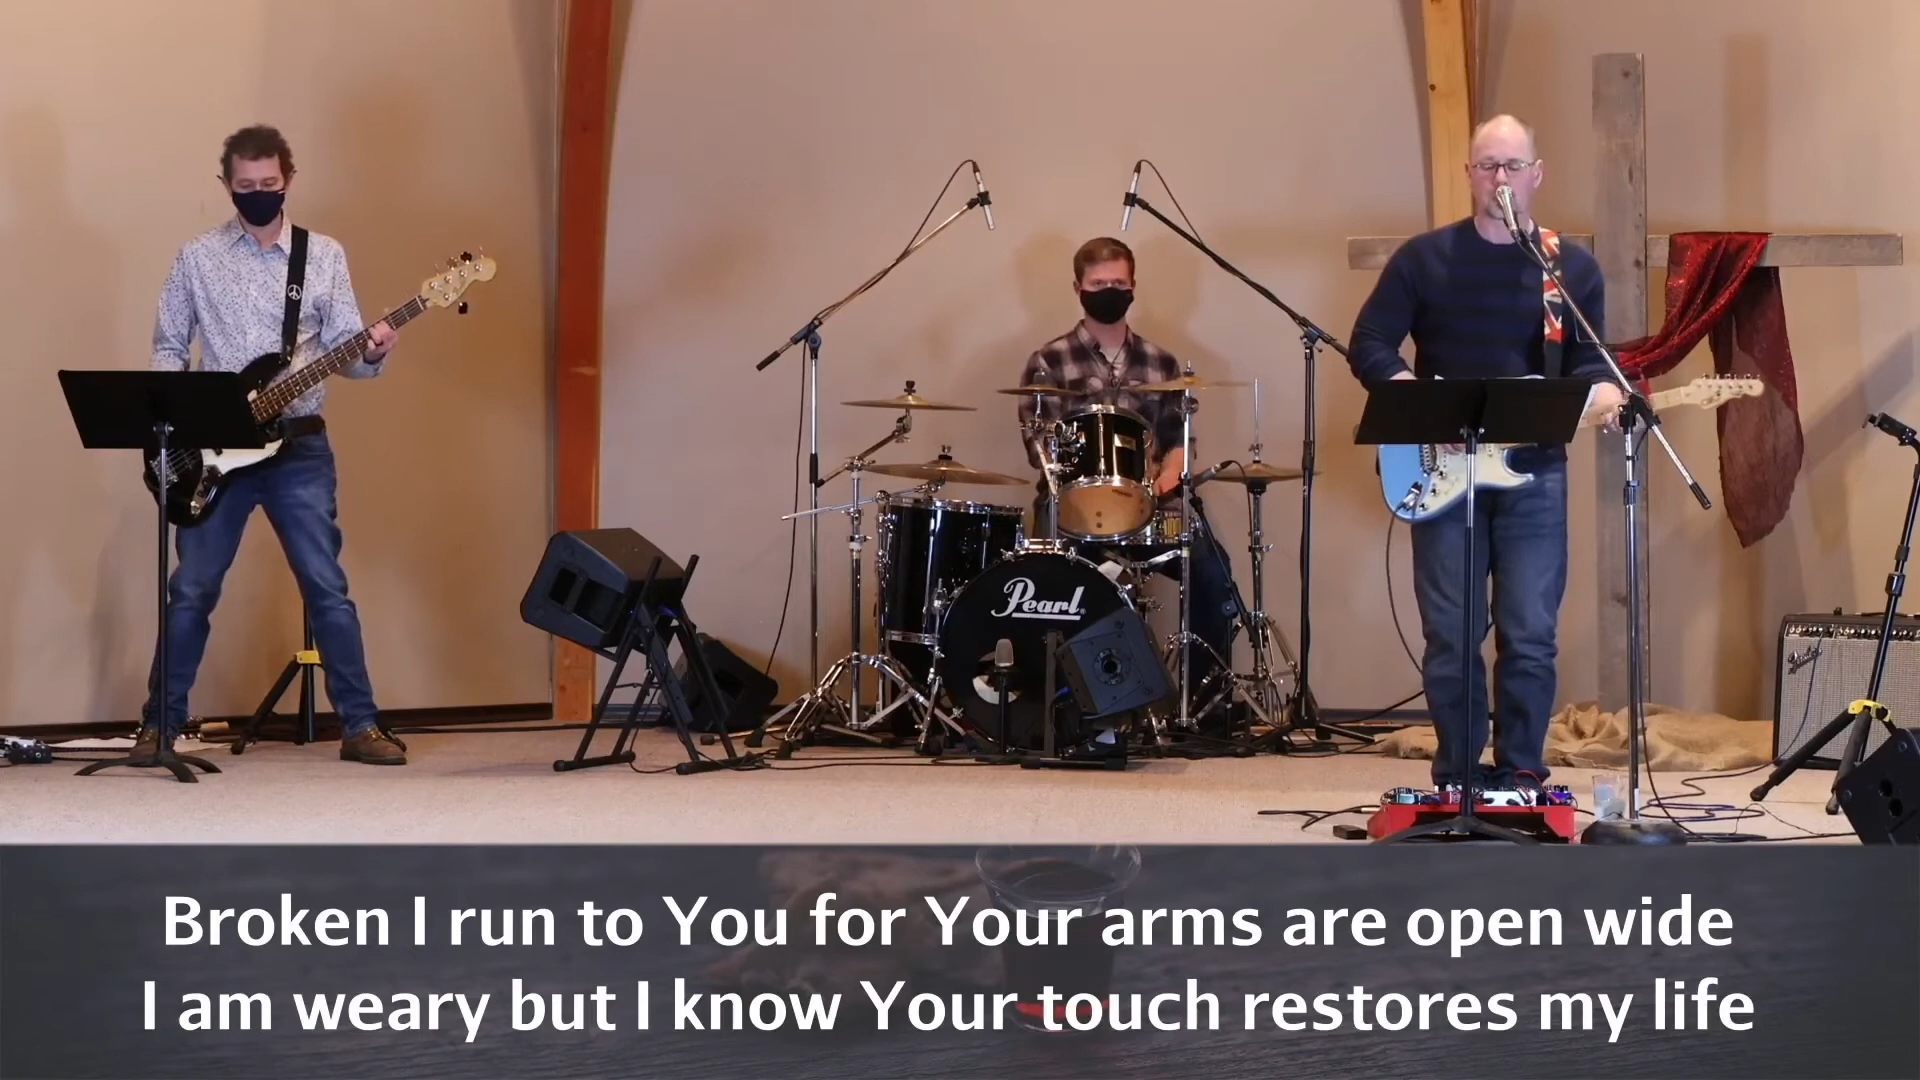 Pearl
Fender
Broken I run to You for Your arms are open wide
I am weary but I know Your touch restores my life